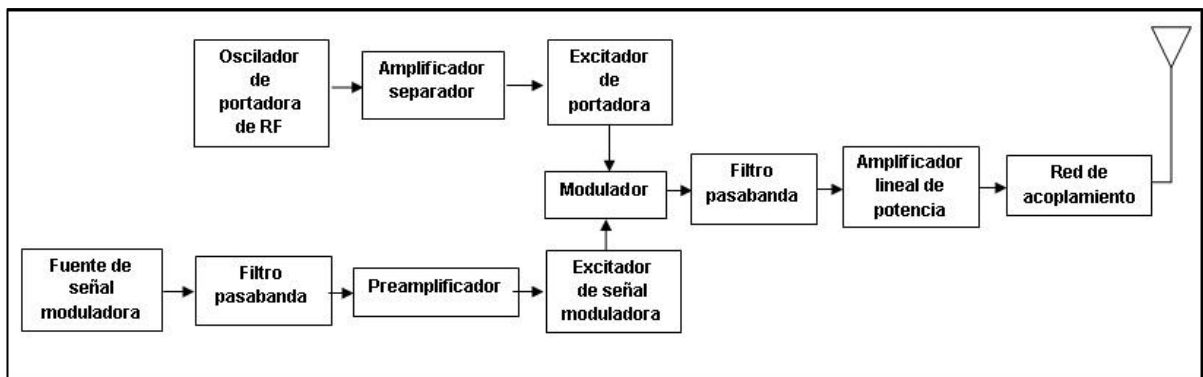 Oscilador
de
portadora
de RF
Amplificador
separador
Excitador
de
portadora
Modulador
Filtro
pasabanda
Amplificador
lineal de
potencia
Red de
acoplamiento
Fuente de
señal
moduladora
Filtro
pasabanda
Preamplificador
Excitador
de señal
moduladora